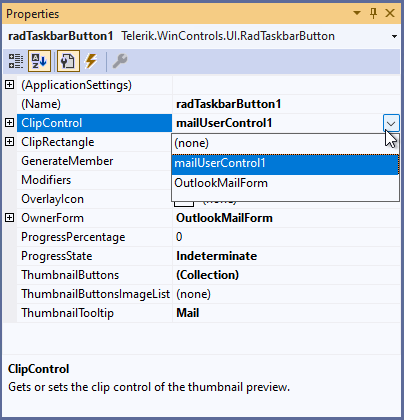 Properties
radTaskbarButton1 Telerik.WinControls.UI.RadTaskbarButton
(ApplicationSettings)
(Name) radTaskbarButton1
ClipControl mailUserControl1
ClipRectangle (none)
GenerateMember mailUserControl1
Modifiers OutlookMailForm
OverlayIcon (none)
OwnerForm OutlookMailForm
ProgressPercentage 0
ProgressState Indeterminate
ThumbnailButtons (Collection)
ThumbnailButtonsImageList (none)
ThumbnailTooltip Mail
ClipControl
Gets or sets the clip control of the thumbnail preview.